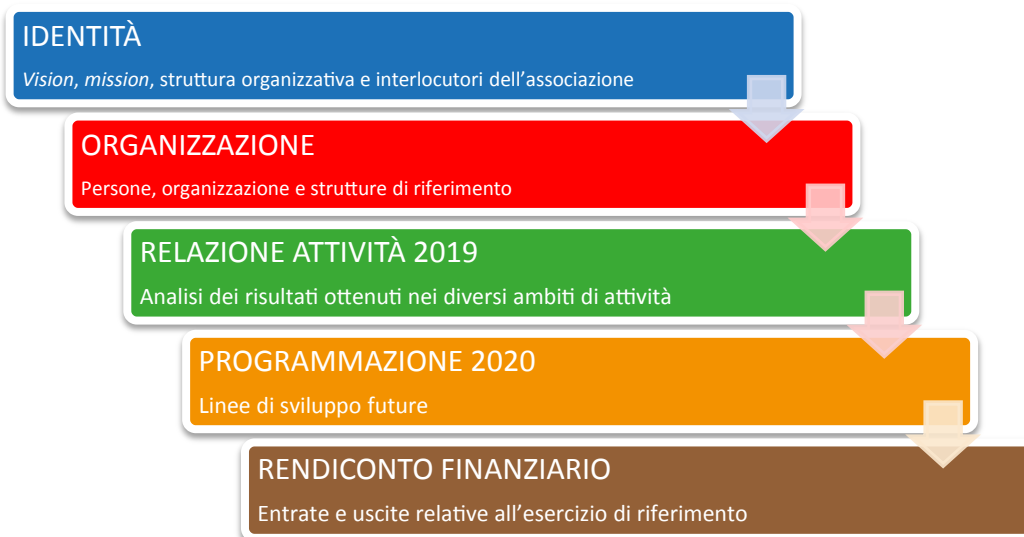 IDENTITÀ
Vision, mission, struttura organizzativa e interlocutori dell’associazione
ORGANIZZAZIONE
Persone, organizzazione e strutture di riferimento
RELAZIONE ATTIVITÀ 2019
Analisi dei risultati ottenuti nei diversi ambiti di attività
PROGRAMMAZIONE 2020
Linee di sviluppo future
RENDICONTO FINANZIARIO
Entrate e uscite relative all’esercizio di riferimento